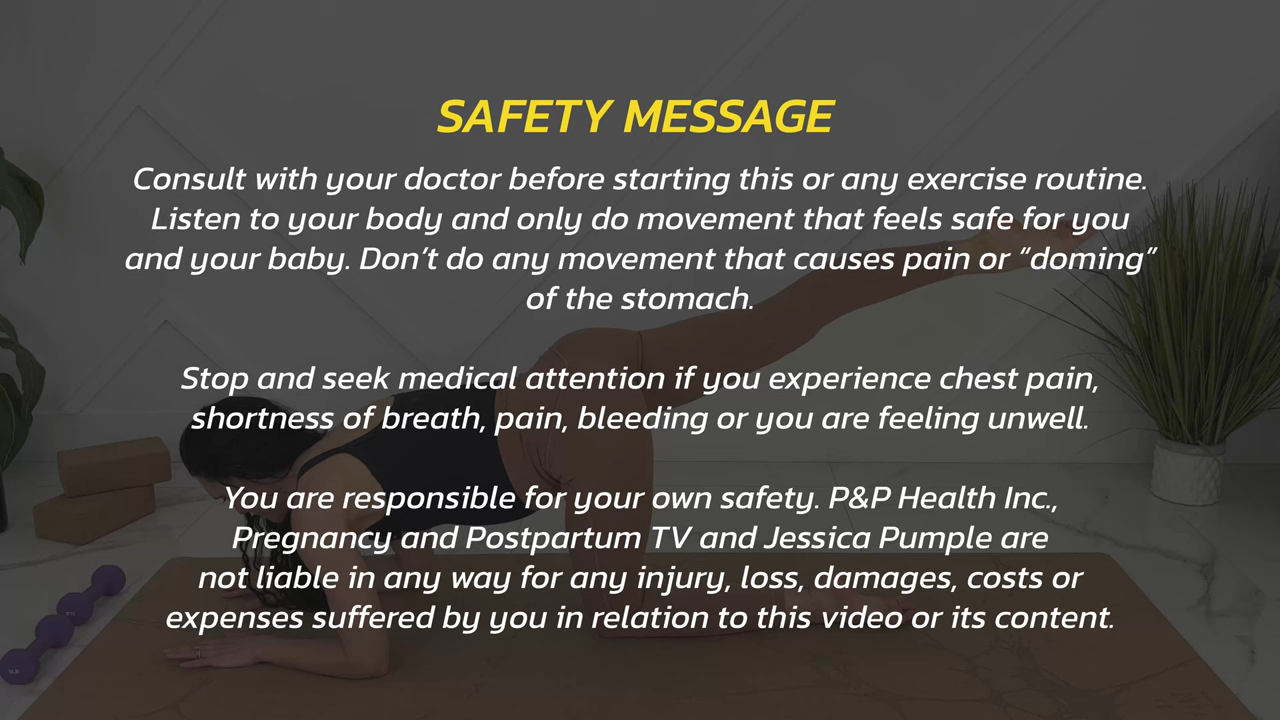 SAFETY MESSAGE
Consult with your doctor before starting this or any exercise routine.
Listen to your body and only do movement that feels safe for you
and your baby. Don’t do any movement that causes pain or “doming”
of the stomach.
Stop and seek medical attention if you experience chest pain,
shortness of breath, pain, bleeding or you are feeling unwell.
You are responsible for your own safety. P&P Health Inc.,
Pregnancy and Postpartum TV and Jessica Pumple are
not liable in any way for any injury, loss, damages, costs or
expenses suffered by you in relation to this video or its content.